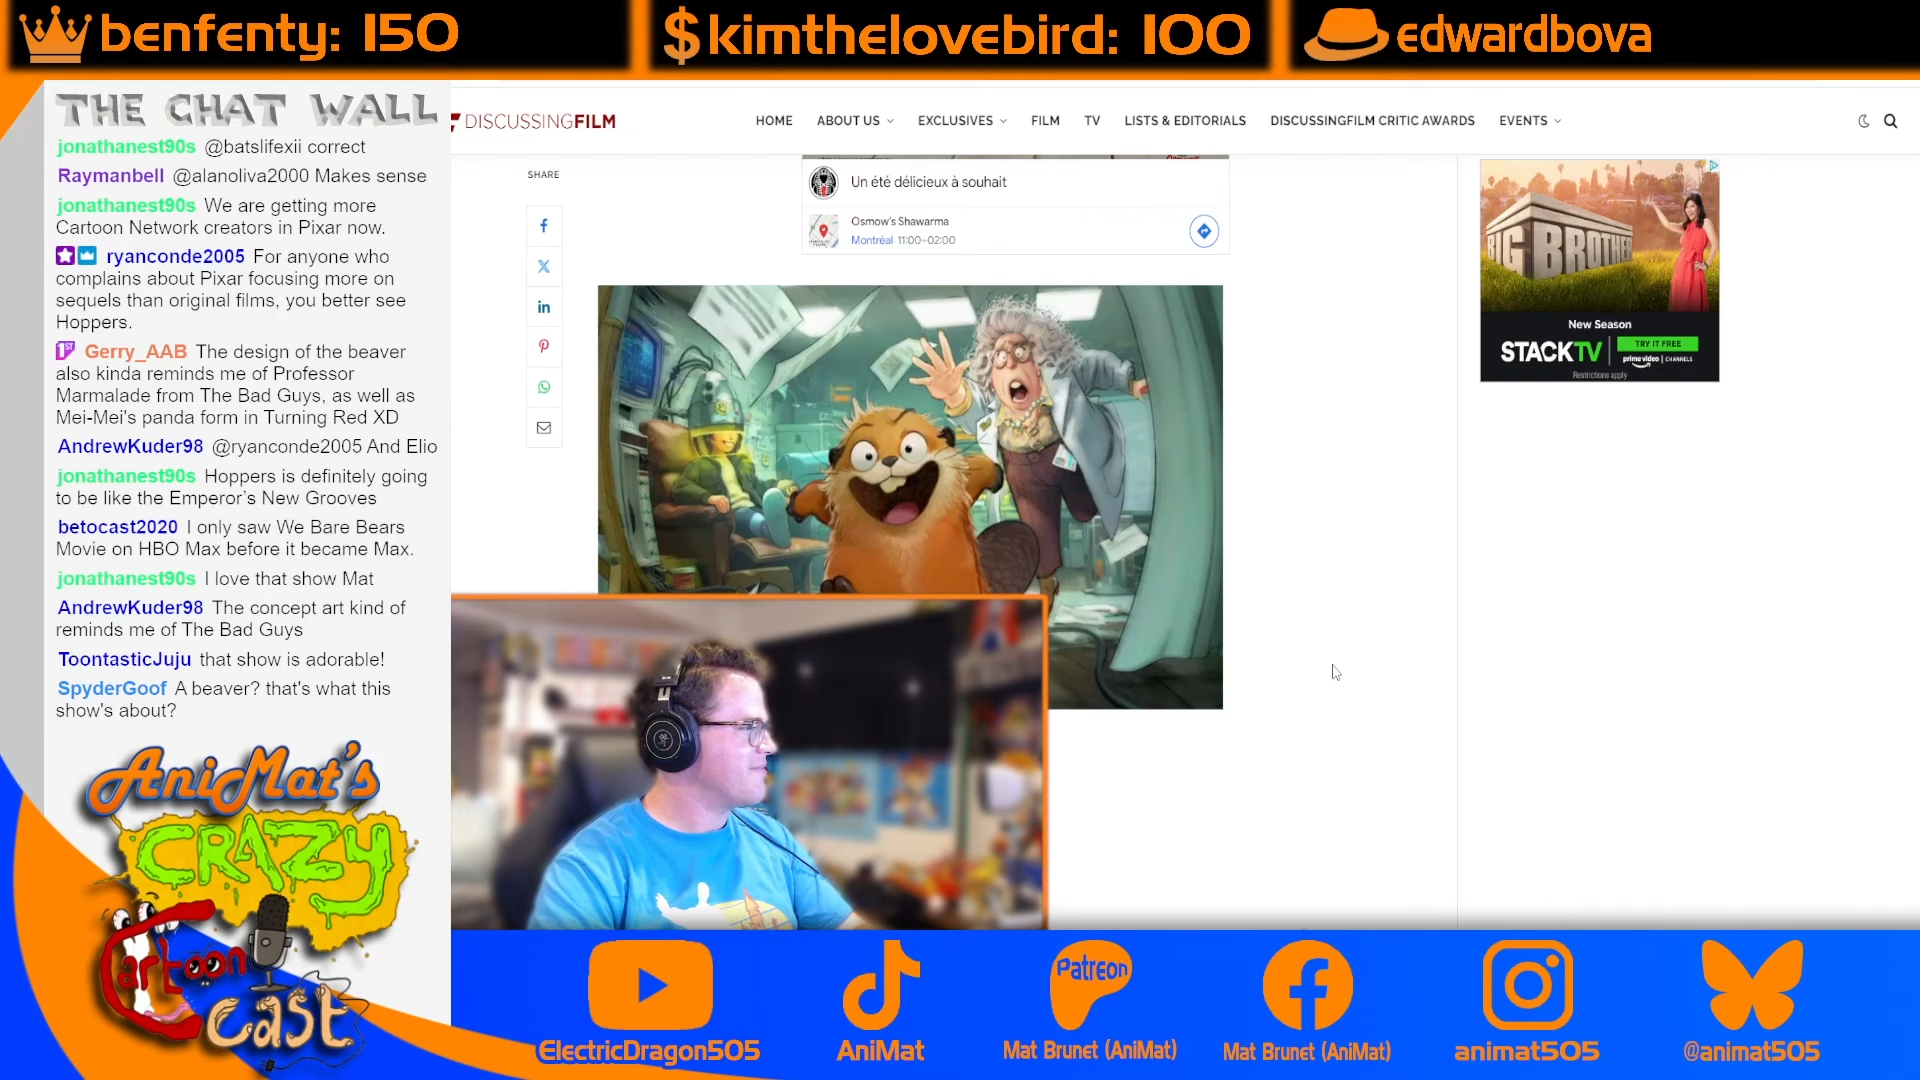 benfenty: 150
$kimthelovebird: 100
edwardbova
THE CHAT WALL
jonathanest90s @batslifexii correct
Raymanbell @alanoliva2000 Makes sense
jonathanest90s We are getting more
Cartoon Network creators in Pixar now.
ryanconde2005 For anyone who
complains about Pixar focusing more on
sequels than original films, you better see
Hoppers.
1ST Gerry_AAB The design of the beaver
also kinda reminds me of Professor
Marmalade from The Bad Guys, as well as
Mei-Mei's panda form in Turning Red XD
AndrewKuder98 @ryanconde2005 And Elio
jonathanest90s Hoppers is definitely going
to be like the Emperor's New Grooves
betocast2020 I only saw We Bare Bears
Movie on HBO Max before it became Max.
jonathanest90s I love that show Mat
AndrewKuder98 The concept art kind of
reminds me of The Bad Guys
ToontasticJuju that show is adorable!
SpyderGoof A beaver? that's what this
show's about?
AniMat's
CRAZY
Cartoon
Cast
DISCUSSINGFILM
HOME ABOUT US EXCLUSIVES FILM TV LISTS & EDITORIALS DISCUSSINGFILM CRITIC AWARDS EVENTS
SHARE
Un été délicieux à souhait
Osmow's Shawarma
Montréal 11:00-02:00
BIG BROTHER
New Season
STACKTV TRY IT FREE
prime video | CHANNELS
Restrictions apply
Patreon
ElectricDragon505
AniMat
Mat Brunet (AniMat)
Mat Brunet (AniMat)
animat505
@animat505